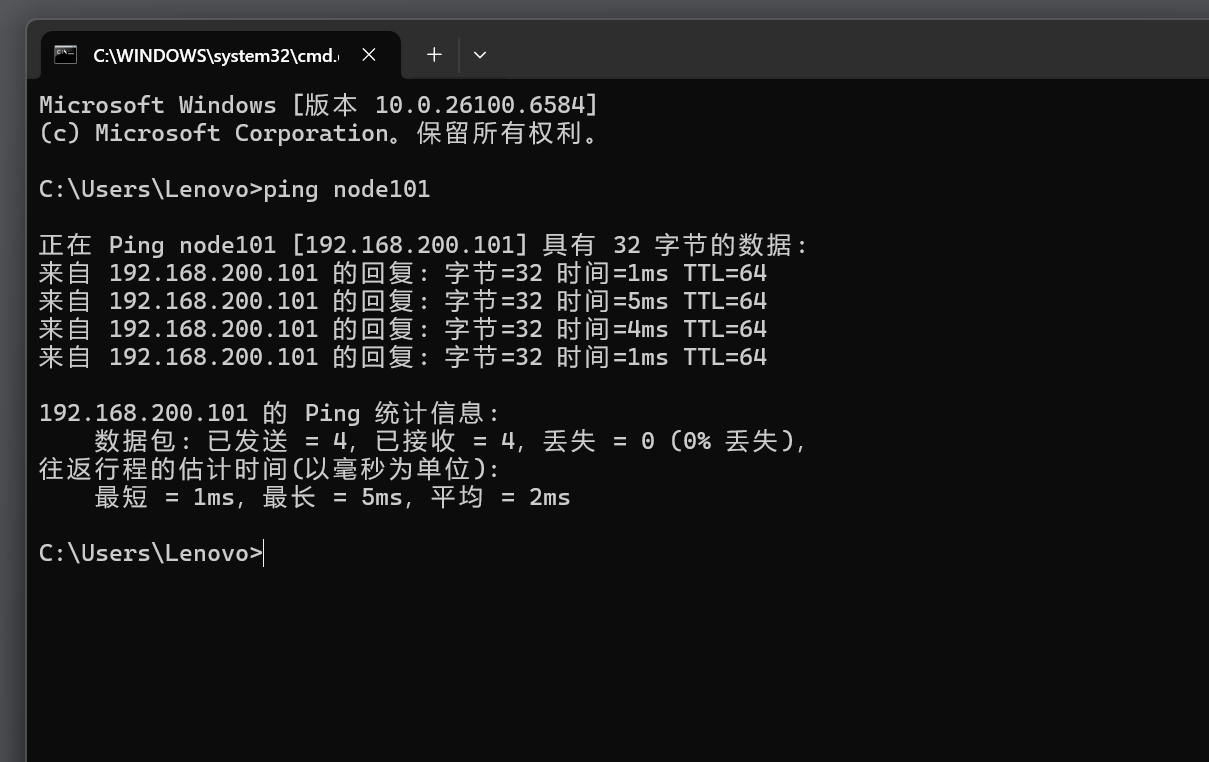 C:\WINDOWS\system32\cmd.
Microsoft Windows [版本 10.0.26100.6584]
(c) Microsoft Corporation。保留所有权利。
C:\Users\Lenovo>ping node101
正在 Ping node101 [192.168.200.101] 具有 32 字节的数据:
来自 192.168.200.101 的回复: 字节=32 时间=1ms TTL=64
来自 192.168.200.101 的回复: 字节=32 时间=5ms TTL=64
来自 192.168.200.101 的回复: 字节=32 时间=4ms TTL=64
来自 192.168.200.101 的回复: 字节=32 时间=1ms TTL=64
192.168.200.101 的 Ping 统计信息:
    数据包: 已发送 = 4，已接收 = 4，丢失 = 0 (0% 丢失)，
往返行程的估计时间(以毫秒为单位):
    最短 = 1ms，最长 = 5ms，平均 = 2ms
C:\Users\Lenovo>